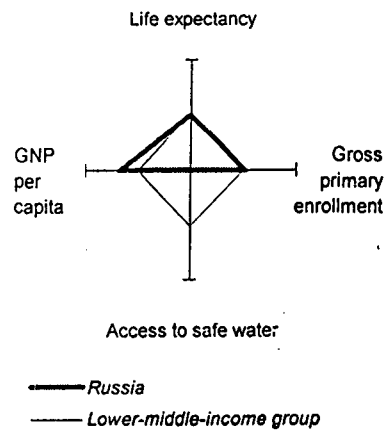 Life expectancy
GNP
per
capita
Gross
primary
enrollment
Access to safe water
Russia
Lower-middle-income group